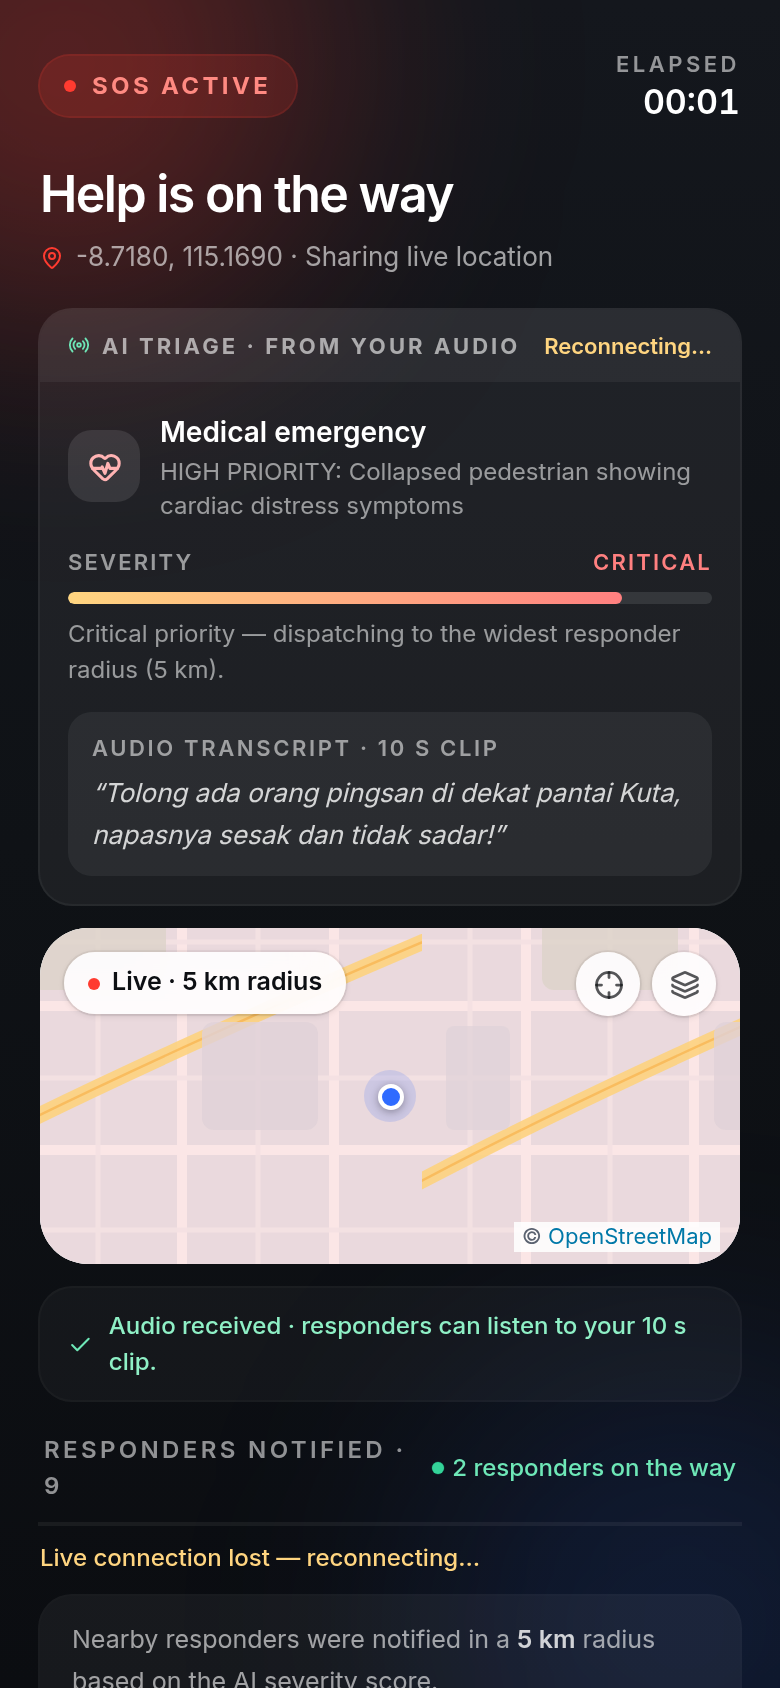 SOS ACTIVE
ELAPSED
00:01
Help is on the way
-8.7180, 115.1690 · Sharing live location
AI TRIAGE · FROM YOUR AUDIO
Reconnecting…
Medical emergency
HIGH PRIORITY: Collapsed pedestrian showing
cardiac distress symptoms
SEVERITY
CRITICAL
Critical priority — dispatching to the widest responder
radius (5 km).
AUDIO TRANSCRIPT · 10 S CLIP
“Tolong ada orang pingsan di dekat pantai Kuta,
napasnya sesak dan tidak sadar!”
Live · 5 km radius
© OpenStreetMap
Audio received · responders can listen to your 10 s
clip.
RESPONDERS NOTIFIED ·
9
2 responders on the way
Live connection lost — reconnecting…
Nearby responders were notified in a 5 km radius
based on the AI severity score.